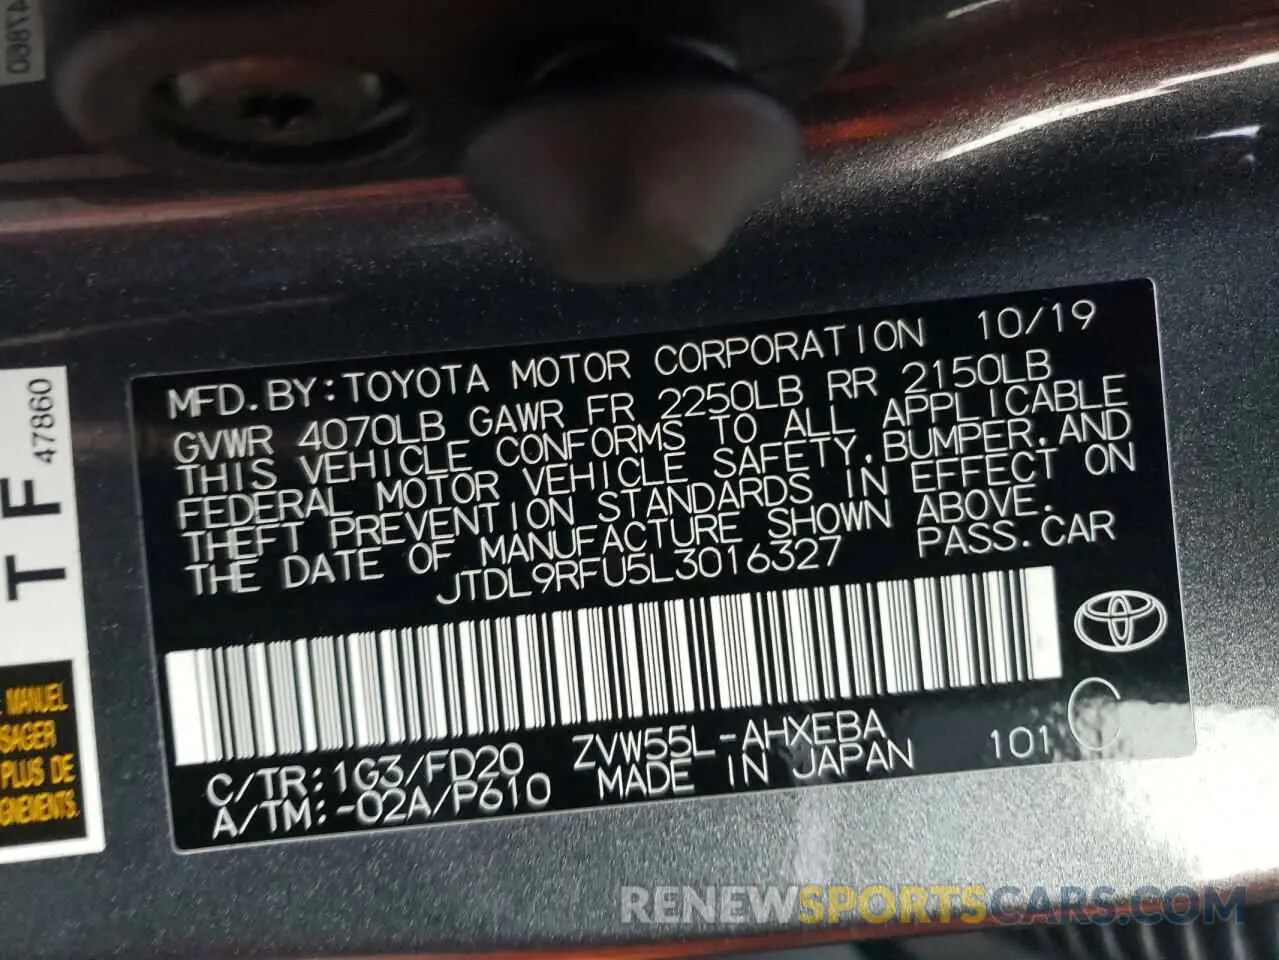 MFD.BY:TOYOTA MOTOR CORPORATION 10/19
GVWR 4070LB GAWR FR 2250LB RR 2150LB
THIS VEHICLE CONFORMS TO ALL APPLICABLE
FEDERAL MOTOR VEHICLE SAFETY,BUMPER,AND
THEFT PREVENTION STANDARDS IN EFFECT ON
THE DATE OF MANUFACTURE SHOWN ABOVE.
JTDL9RFU5L3016327 PASS.CAR
C/TR:1G3/FD20 ZVW55L-AHXEBA
A/TM:-02A/P610 MADE IN JAPAN 101 C
T F
47860
MANUEL
SAGER
PLUS DE
RENEWSPORTSCARS.COM